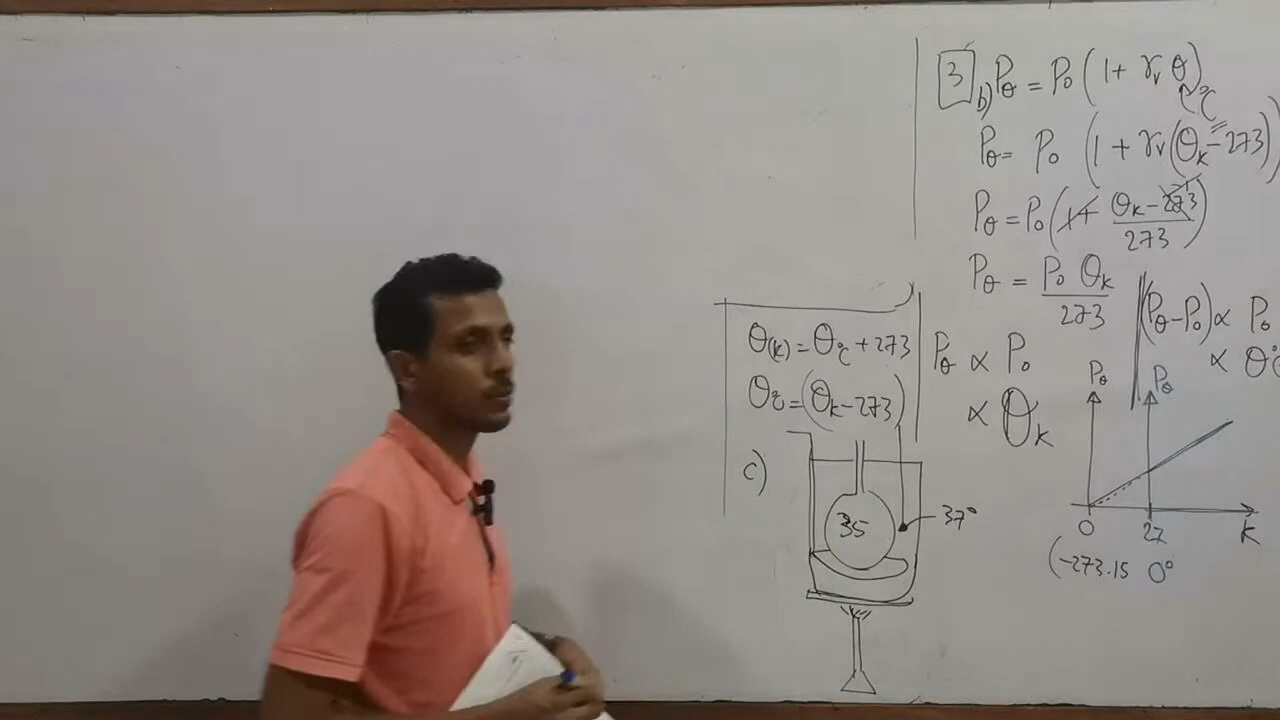 3 b) Pθ = P₀ (1 + γᵥ θ)
°C
Pθ = P₀ (1 + γᵥ (θₖ - 273))
Pθ = P₀ (1 + (θₖ - 273)/273)
Pθ = P₀ θₖ / 273
(Pθ - P₀) ∝ P₀
∝ θ°C
Pθ ∝ P₀
∝ θₖ
θ(K) = θ°C + 273
θ°C = (θₖ - 273)
c)
35
37°
Pθ Pθ
0 27 K
(-273.15 0°